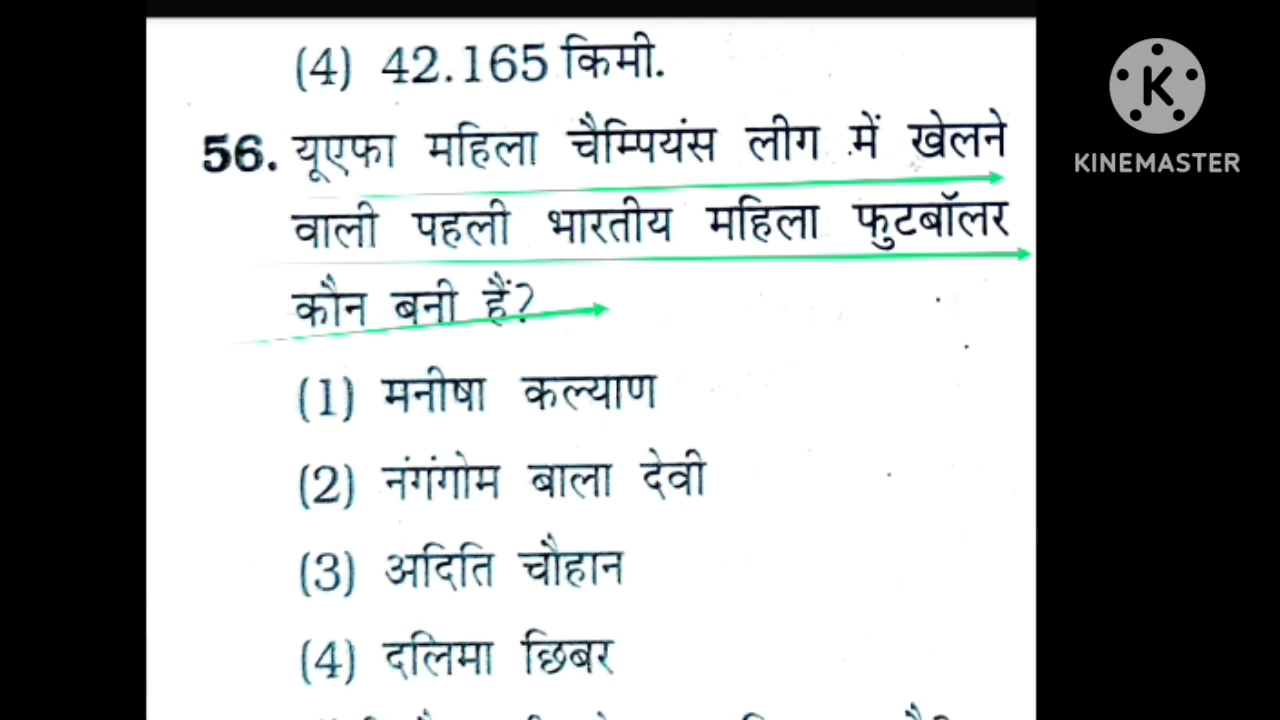 (4) 42.165 किमी.
56. यूएफा महिला चैम्पियंस लीग में खेलने
वाली पहली भारतीय महिला फुटबॉलर
कौन बनी हैं?
(1) मनीषा कल्याण
(2) नंगंगोम बाला देवी
(3) अदिति चौहान
(4) दलिमा छिबर
K
KINEMASTER